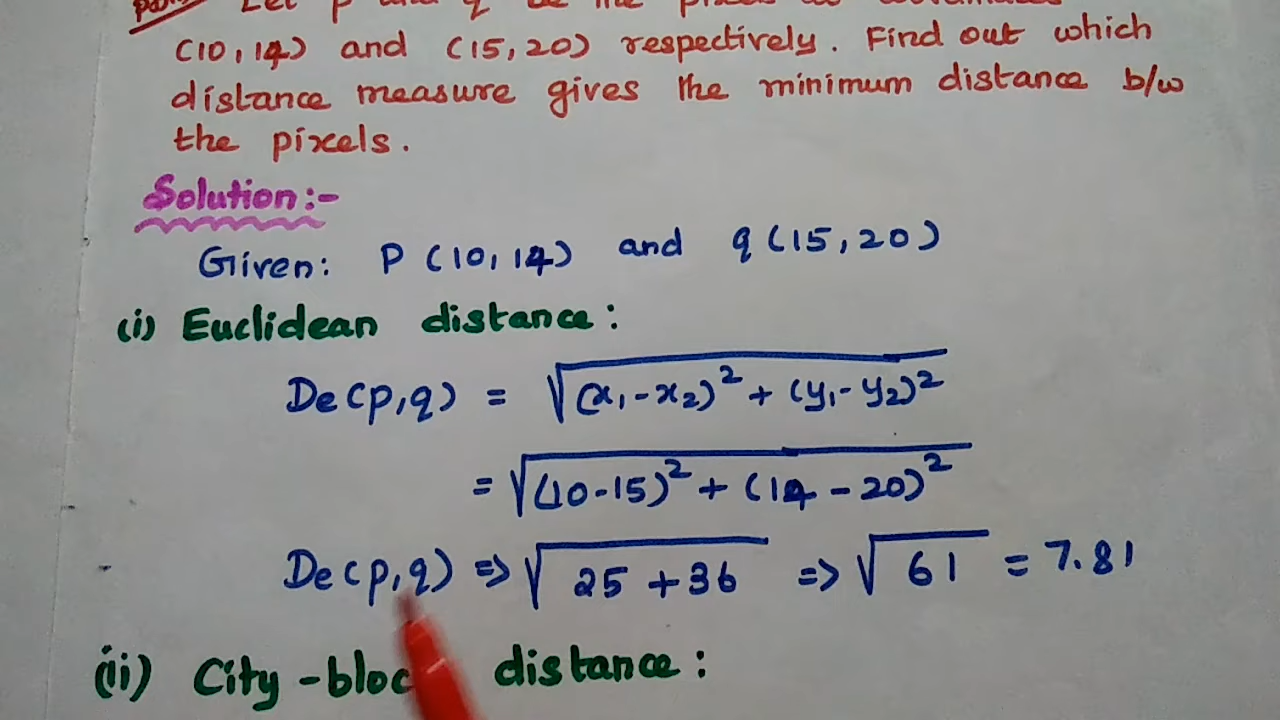 (10,14) and (15,20) respectively. Find out which
distance measure gives the minimum distance b/w
the pixels.
Solution:-
Given: P (10,14) and q (15,20)
(i) Euclidean distance:
De(p,q) = √(x₁-x₂)² + (y₁-y₂)²
= √(10-15)² + (14-20)²
De(p,q) => √25+36 => √61 = 7.81
(ii) City-bloc distance: